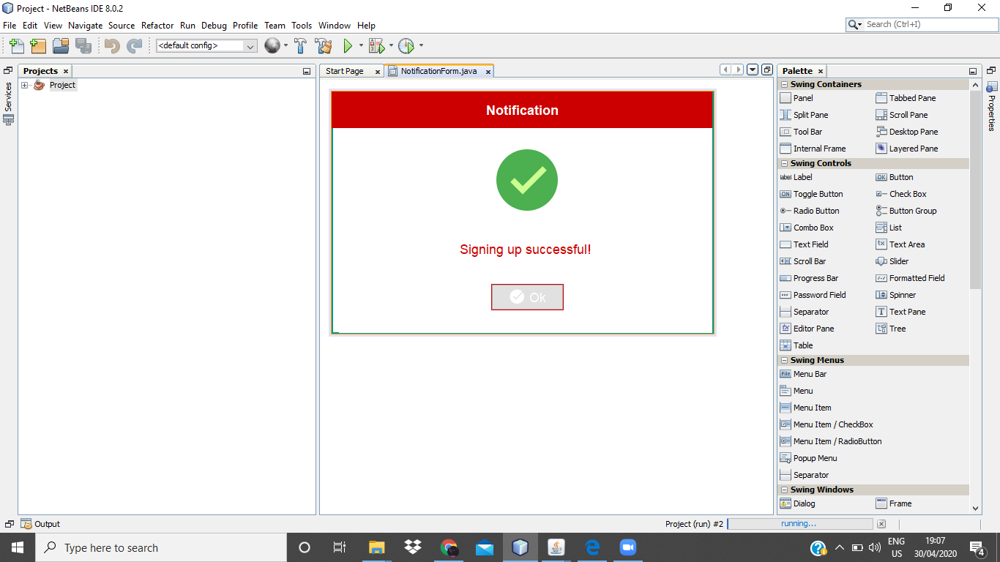 Project - NetBeans IDE 8.0.2
File Edit View Navigate Source Refactor Run Debug Profile Team Tools Window Help
Search (Ctrl+I)
<default config>
Services
Projects
Project
Start Page NotificationForm.java
Notification
Signing up successful!
Ok
Palette
Swing Containers
Panel Tabbed Pane
Split Pane Scroll Pane
Tool Bar Desktop Pane
Internal Frame Layered Pane
Swing Controls
label Label OK Button
ON Toggle Button Check Box
Radio Button Button Group
Combo Box List
Text Field Text Area
Scroll Bar Slider
Progress Bar Formatted Field
Password Field Spinner
Separator Text Pane
Editor Pane Tree
Table
Swing Menus
File Menu Bar
Menu
Menu Item
Menu Item / CheckBox
Menu Item / RadioButton
Popup Menu
Separator
Swing Windows
Dialog Frame
Properties
Output
Project (run) #2 running...
Type here to search
ENG
US
19:07
30/04/2020
4